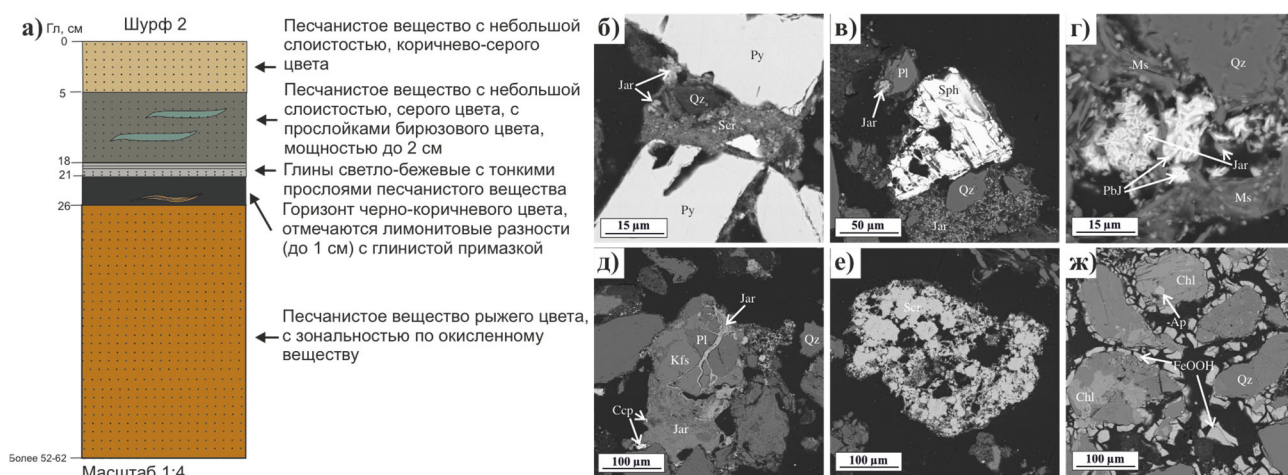 а) Гл, см Шурф 2
0
5
18
21
26
Более 52-62
Масштаб 1:4
Песчанистое вещество с небольшой
слоистостью, коричнево-серого
цвета
Песчанистое вещество с небольшой
слоистостью, серого цвета, с
прослойками бирюзового цвета,
мощностью до 2 см
Глины светло-бежевые с тонкими
прослоями песчанистого вещества
Горизонт черно-коричневого цвета,
отмечаются лимонитовые разности
(до 1 см) с глинистой примазкой
Песчанистое вещество рыжего цвета,
с зональностью по окисленному
веществу
б)
Py
Jar
Qz
Scr
Py
15 µm
в)
Pl
Sph
Jar
Qz
Jar
50 µm
г)
Ms
Qz
Jar
PbJ
Ms
15 µm
д)
Jar
Pl
Qz
Kfs
Ccp
Jar
100 µm
е)
Scr
100 µm
ж)
Chl
Ap
FeOOH
Chl
Qz
100 µm